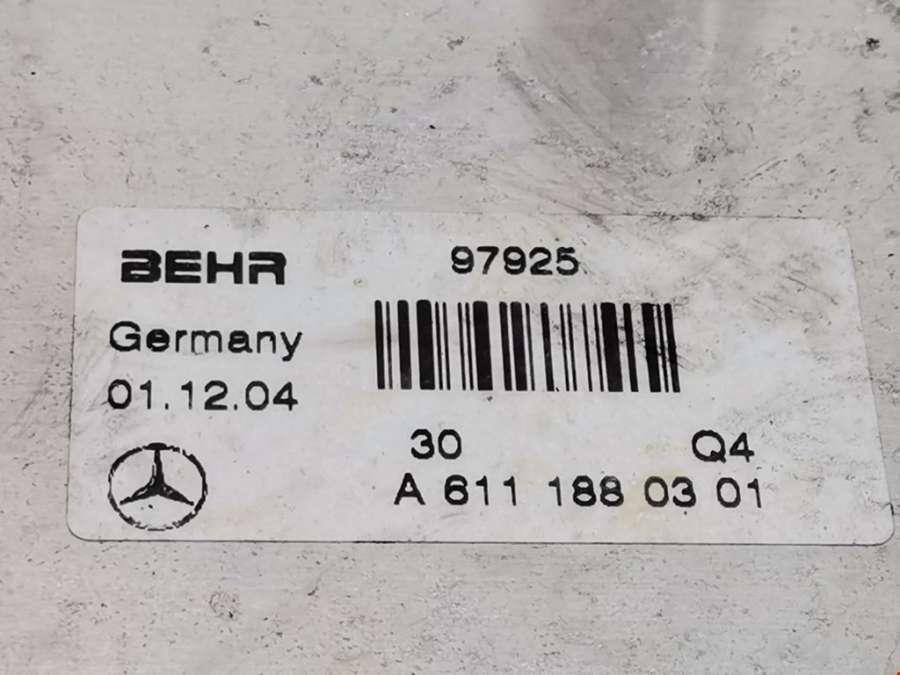 BEHR 97925
Germany
01.12.04
30 Q4
A 611 188 03 01